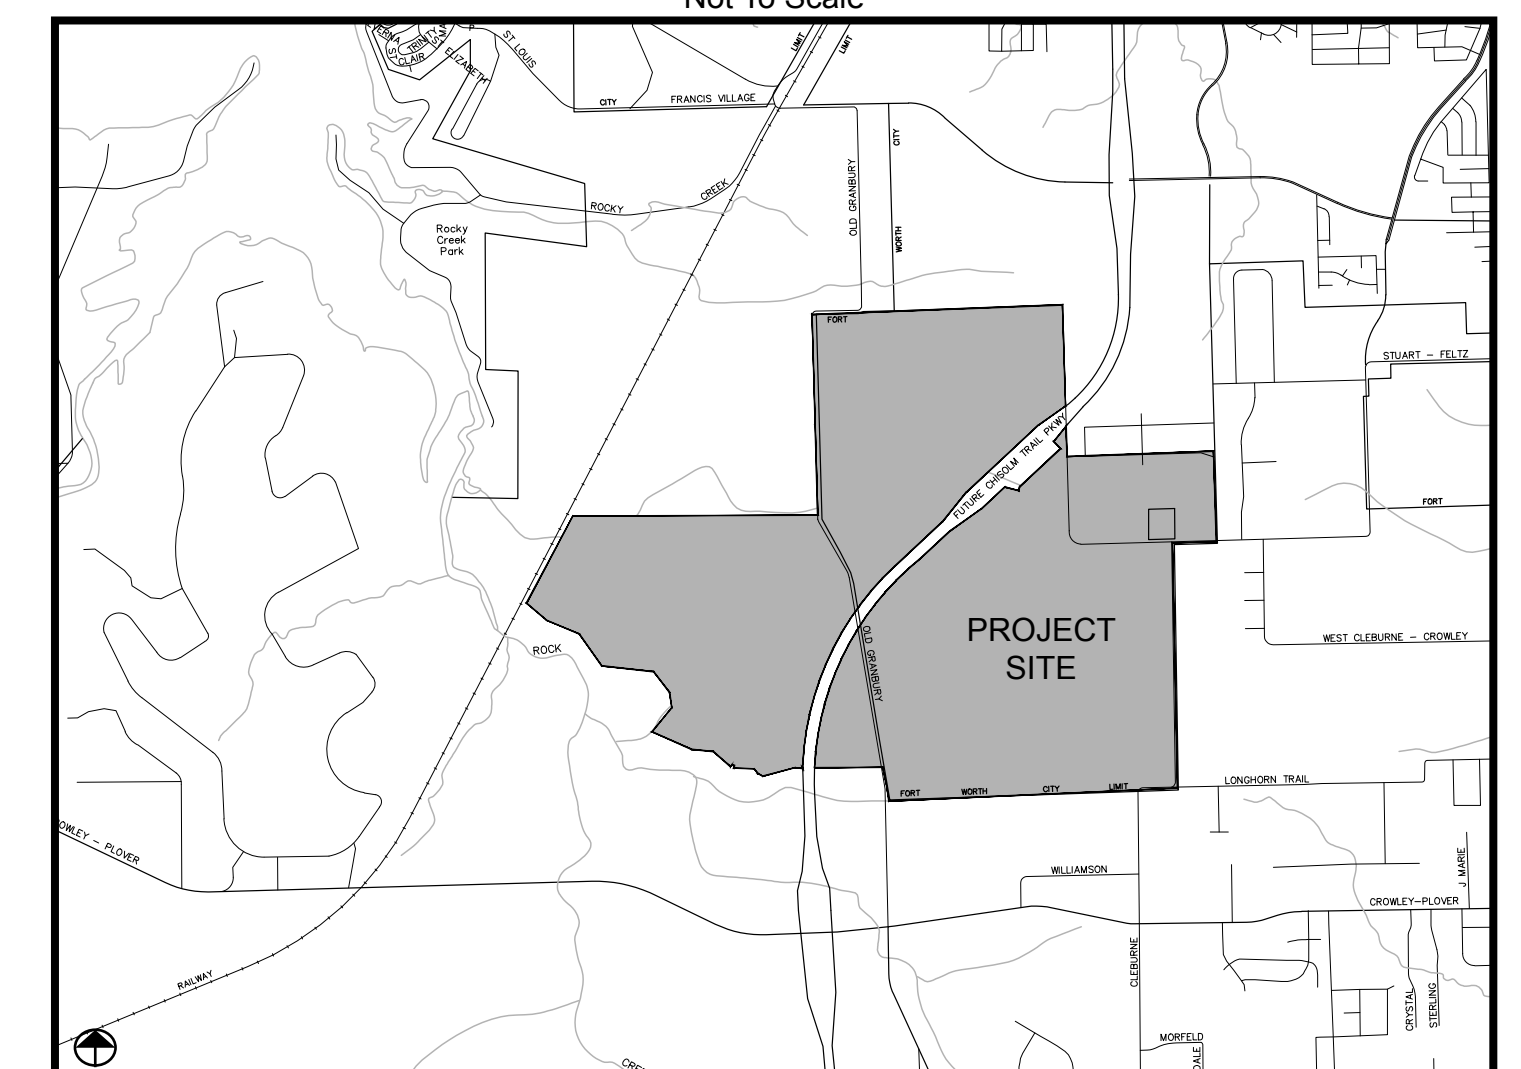 Not To Scale
ST
CLAIR
TRINITY
ELIZABETH
ST LOUIS
LIMIT
LIMIT
CITY
FRANCIS VILLAGE
CITY
OLD GRANBURY
WORTH
ROCKY
CREEK
Rocky
Creek
Park
FORT
STUART - FELTZ
FUTURE CHISOLM TRAIL PKWY
FORT
PROJECT
SITE
OLD GRANBURY
ROCK
WEST CLEBURNE - CROWLEY
FORT
WORTH
CITY
LIMIT
LONGHORN TRAIL
OWLEY - PLOVER
WILLIAMSON
J MARIE
CROWLEY-PLOVER
CLEBURNE
RAILWAY
CRYSTAL
STERLING
MORFELD
DALE